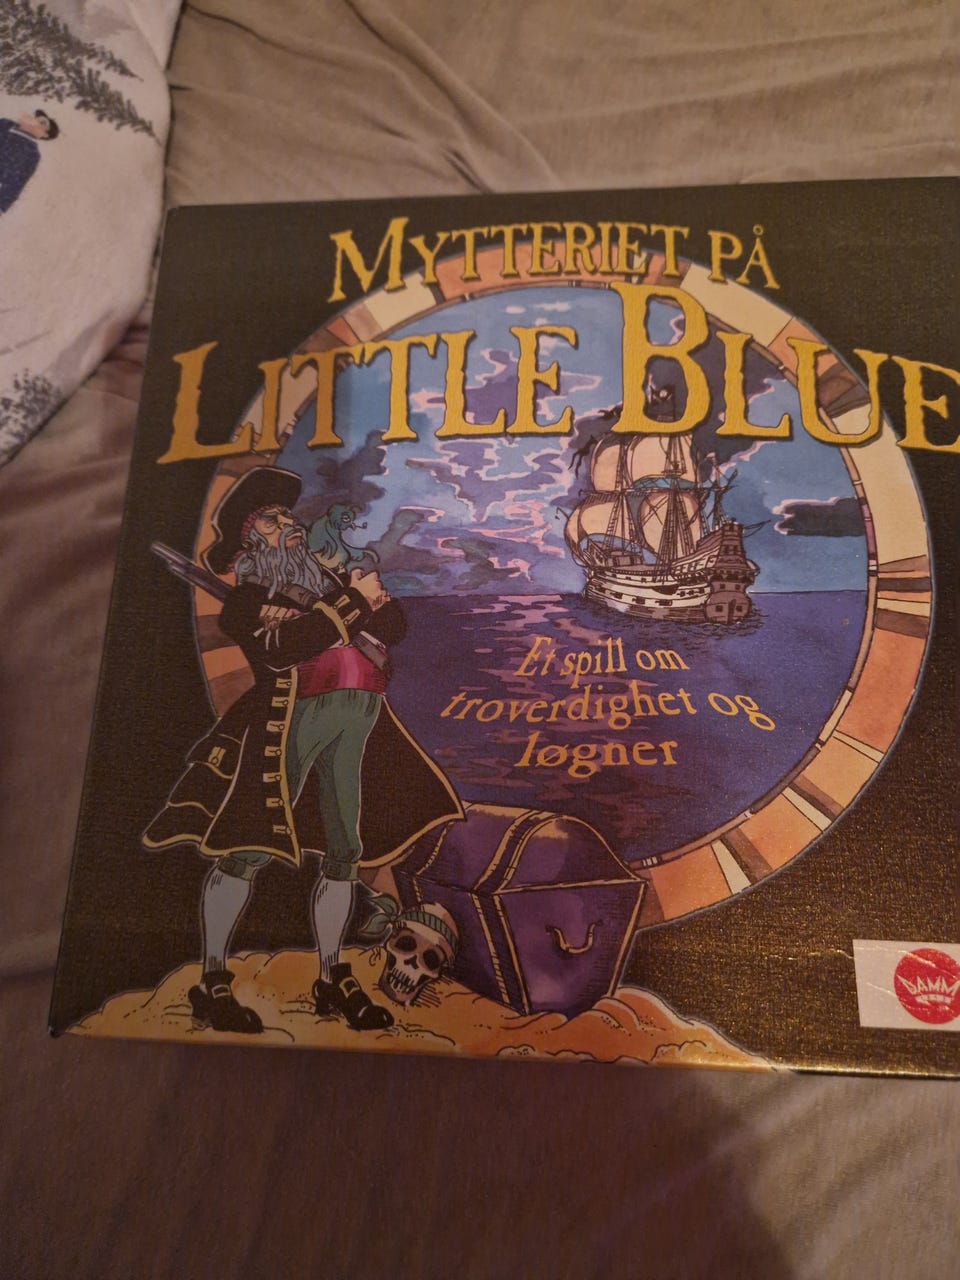 MYTTERIET PÅ
LITTLE BLUE
Et spill om
troverdighet og
løgner
DAMM